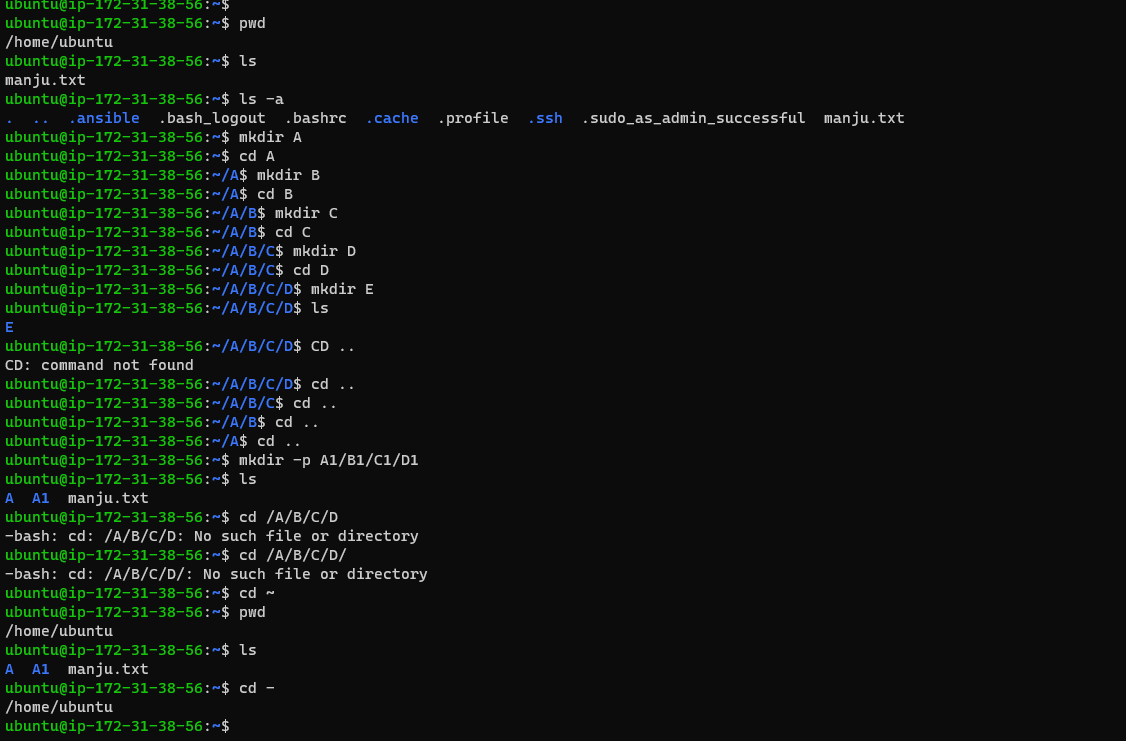 ubuntu@ip-172-31-38-56:~$
ubuntu@ip-172-31-38-56:~$ pwd
/home/ubuntu
ubuntu@ip-172-31-38-56:~$ ls
manju.txt
ubuntu@ip-172-31-38-56:~$ ls -a
.  ..  .ansible  .bash_logout  .bashrc  .cache  .profile  .ssh  .sudo_as_admin_successful  manju.txt
ubuntu@ip-172-31-38-56:~$ mkdir A
ubuntu@ip-172-31-38-56:~$ cd A
ubuntu@ip-172-31-38-56:~/A$ mkdir B
ubuntu@ip-172-31-38-56:~/A$ cd B
ubuntu@ip-172-31-38-56:~/A/B$ mkdir C
ubuntu@ip-172-31-38-56:~/A/B$ cd C
ubuntu@ip-172-31-38-56:~/A/B/C$ mkdir D
ubuntu@ip-172-31-38-56:~/A/B/C$ cd D
ubuntu@ip-172-31-38-56:~/A/B/C/D$ mkdir E
ubuntu@ip-172-31-38-56:~/A/B/C/D$ ls
E
ubuntu@ip-172-31-38-56:~/A/B/C/D$ CD ..
CD: command not found
ubuntu@ip-172-31-38-56:~/A/B/C/D$ cd ..
ubuntu@ip-172-31-38-56:~/A/B/C$ cd ..
ubuntu@ip-172-31-38-56:~/A/B$ cd ..
ubuntu@ip-172-31-38-56:~/A$ cd ..
ubuntu@ip-172-31-38-56:~$ mkdir -p A1/B1/C1/D1
ubuntu@ip-172-31-38-56:~$ ls
A  A1  manju.txt
ubuntu@ip-172-31-38-56:~$ cd /A/B/C/D
-bash: cd: /A/B/C/D: No such file or directory
ubuntu@ip-172-31-38-56:~$ cd /A/B/C/D/
-bash: cd: /A/B/C/D/: No such file or directory
ubuntu@ip-172-31-38-56:~$ cd ~
ubuntu@ip-172-31-38-56:~$ pwd
/home/ubuntu
ubuntu@ip-172-31-38-56:~$ ls
A  A1  manju.txt
ubuntu@ip-172-31-38-56:~$ cd -
/home/ubuntu
ubuntu@ip-172-31-38-56:~$